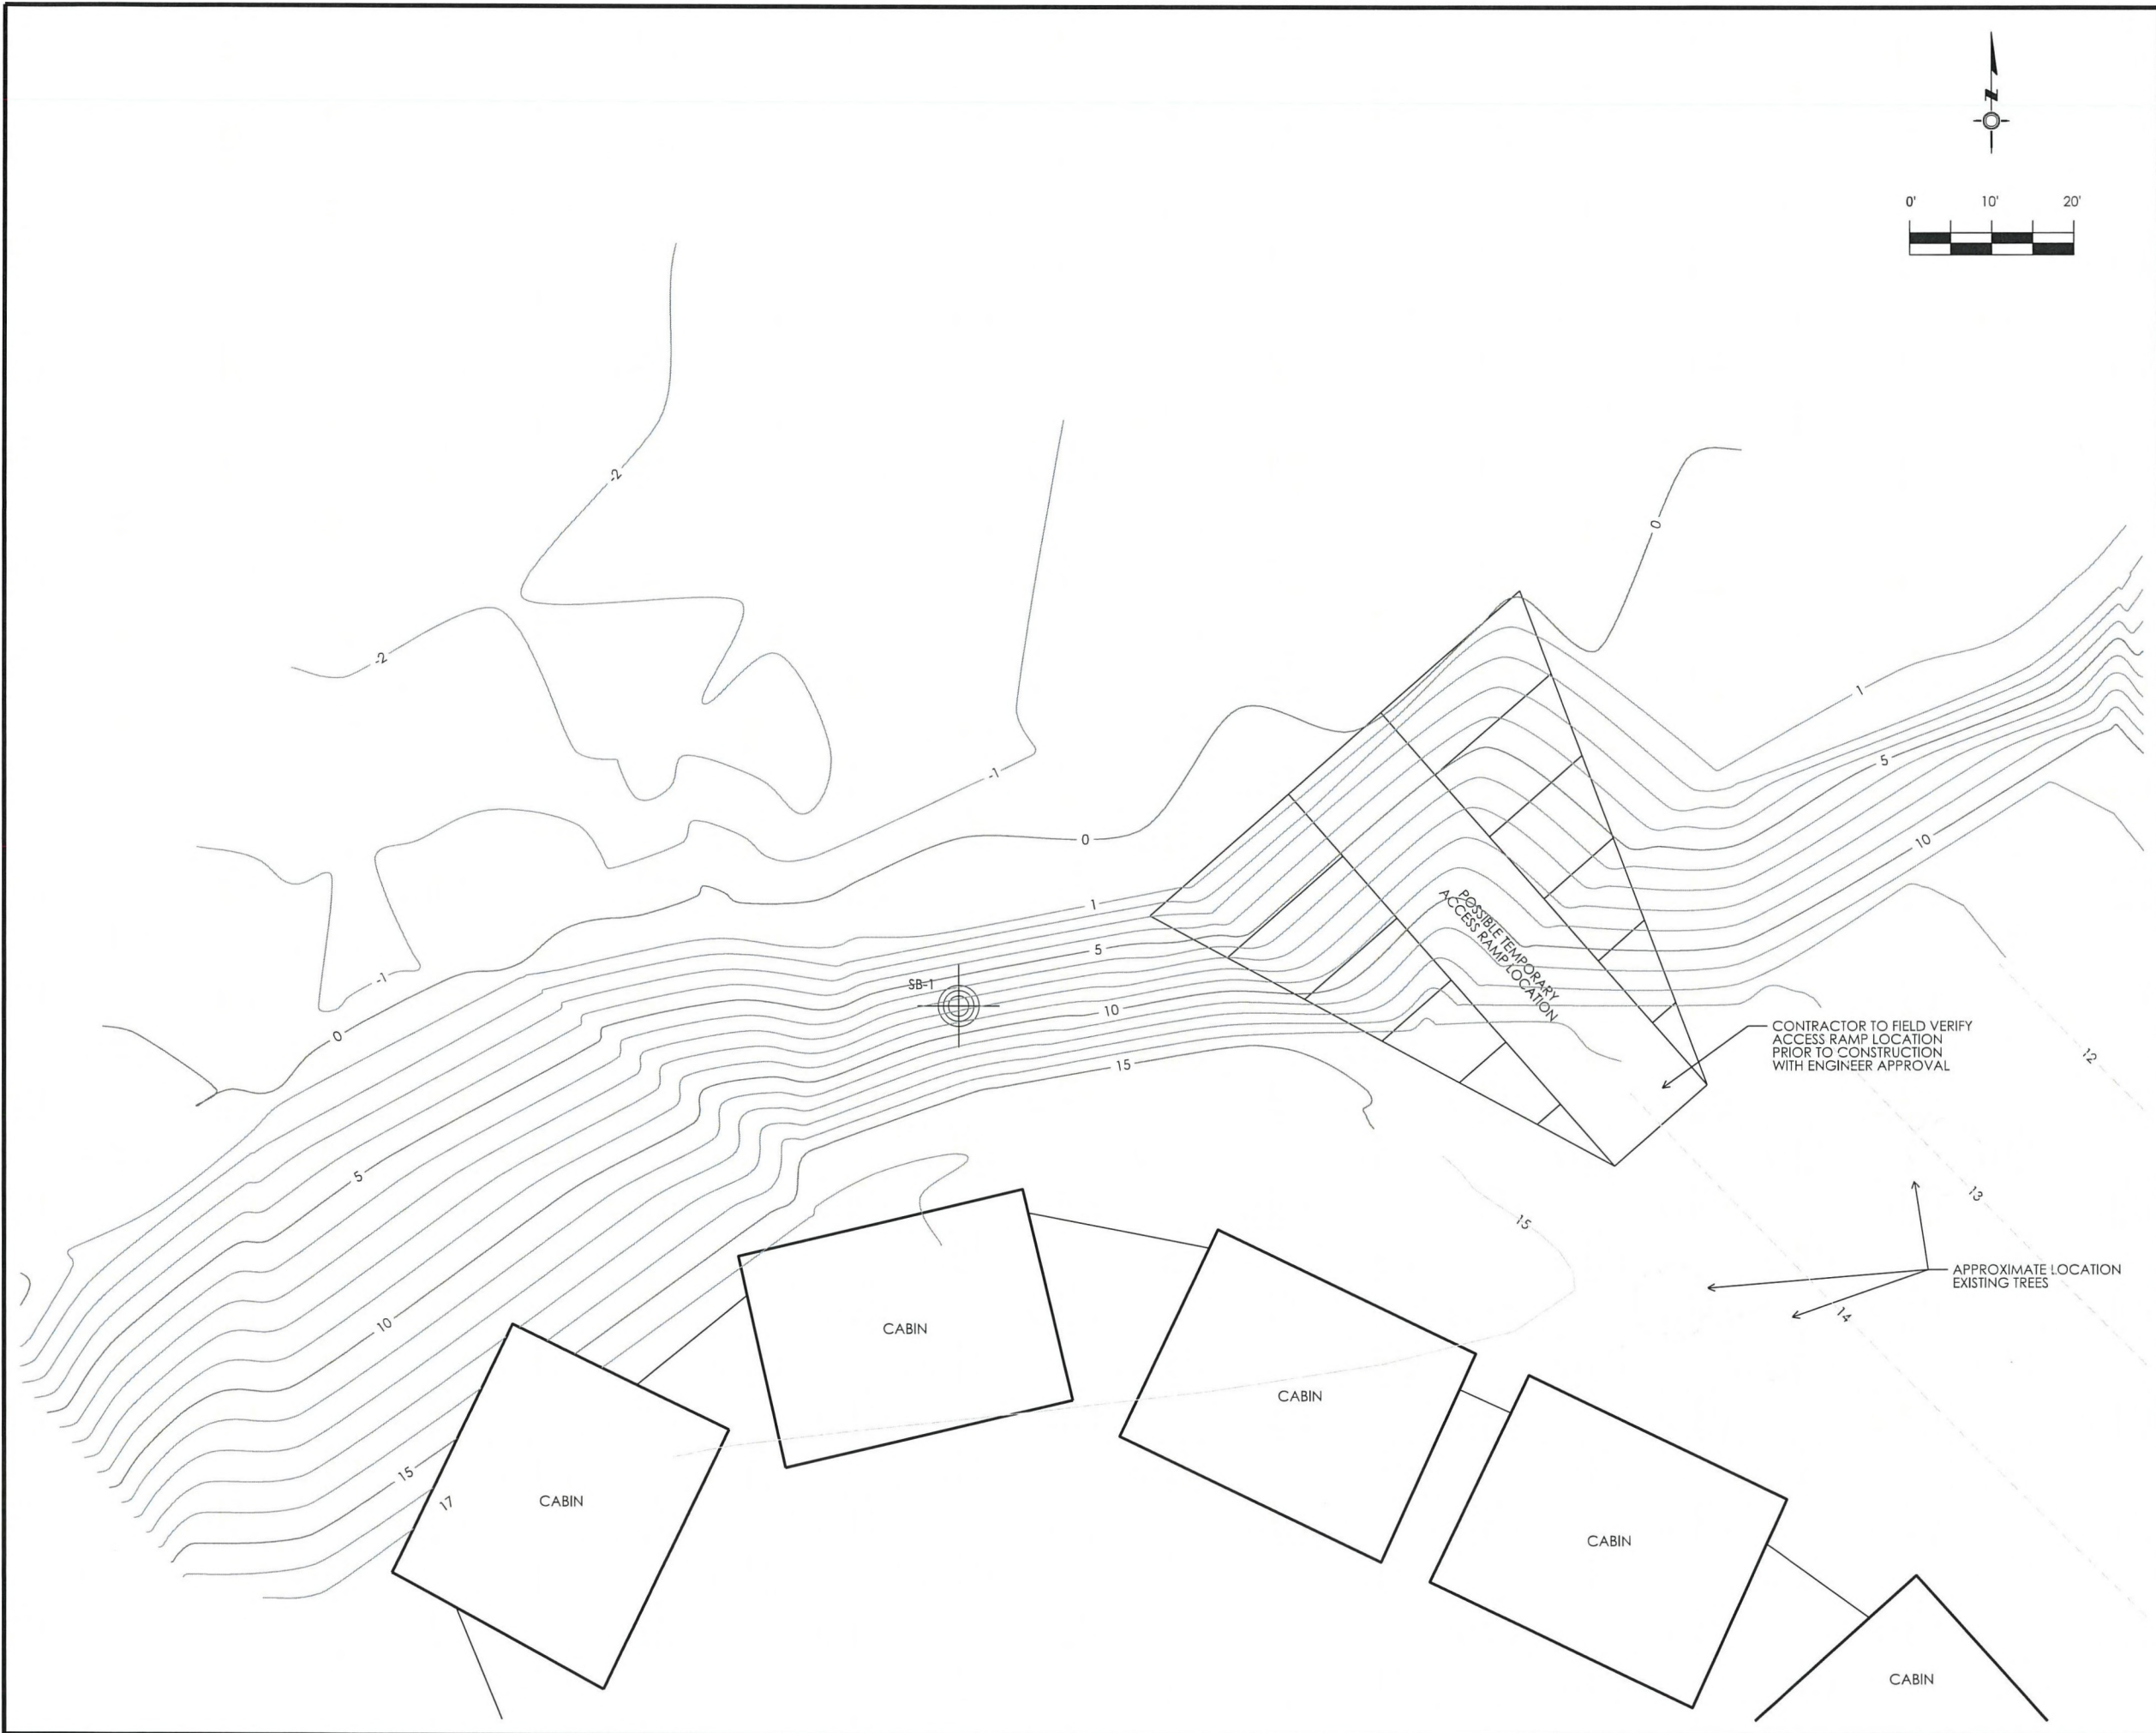 N
0' 10' 20'
-2
0
-2
1
5
-1
0
10
1
5
POSSIBLE TEMPORARY
ACCESS RAMP LOCATION
-1
SB-1
10
0
CONTRACTOR TO FIELD VERIFY
ACCESS RAMP LOCATION
PRIOR TO CONSTRUCTION
WITH ENGINEER APPROVAL
12
15
5
13
15
APPROXIMATE LOCATION
EXISTING TREES
14
10
CABIN
CABIN
15
17
CABIN
CABIN
CABIN